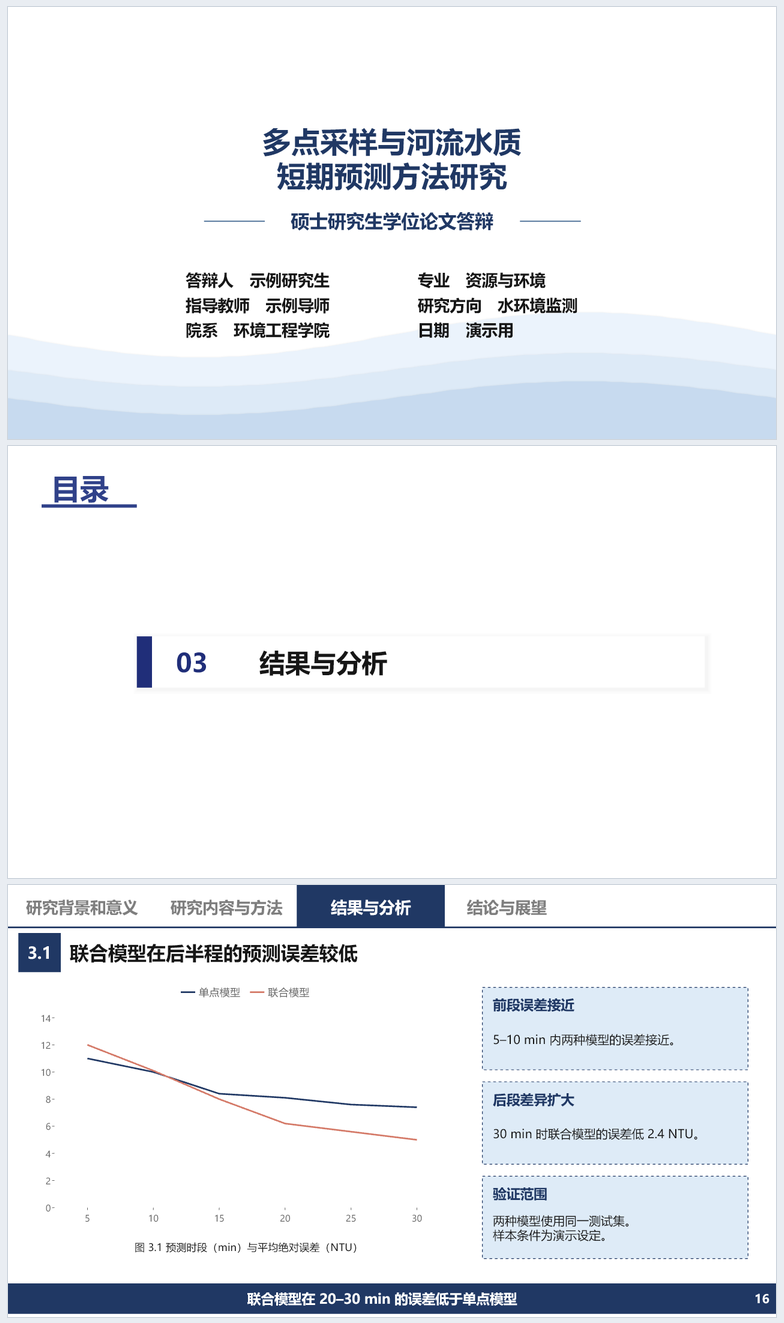 多点采样与河流水质
短期预测方法研究
硕士研究生学位论文答辩
答辩人 示例研究生
专业 资源与环境
指导教师 示例导师
研究方向 水环境监测
院系 环境工程学院
日期 演示用
目录
03 结果与分析
研究背景和意义 研究内容与方法 结果与分析 结论与展望
3.1 联合模型在后半程的预测误差较低
单点模型 联合模型
14
12
10
8
6
4
2
0
5 10 15 20 25 30
图 3.1 预测时段（min）与平均绝对误差（NTU）
前段误差接近
5–10 min 内两种模型的误差接近。
后段差异扩大
30 min 时联合模型的误差低 2.4 NTU。
验证范围
两种模型使用同一测试集。
样本条件为演示设定。
联合模型在 20–30 min 的误差低于单点模型
16